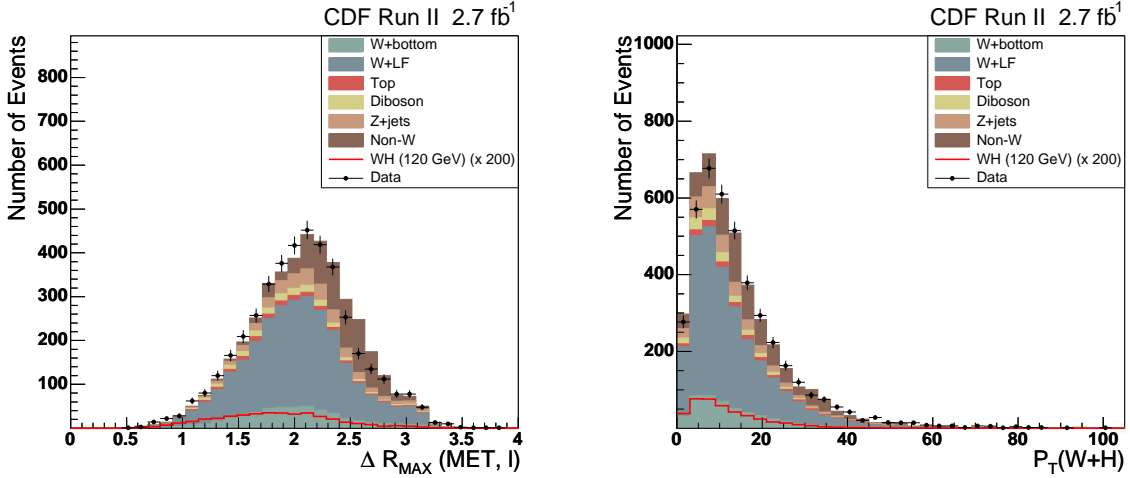 CDF Run II 2.7 fb⁻¹
Number of Events
800
700
600
500
400
300
200
100
0 0.5 1 1.5 2 2.5 3 3.5 4
Δ R_MAX (MET, l)
W+bottom
W+LF
Top
Diboson
Z+jets
Non-W
WH (120 GeV) (x 200)
Data
CDF Run II 2.7 fb⁻¹
Number of Events
1000
800
600
400
200
0 20 40 60 80 100
P_T(W+H)
W+bottom
W+LF
Top
Diboson
Z+jets
Non-W
WH (120 GeV) (x 200)
Data